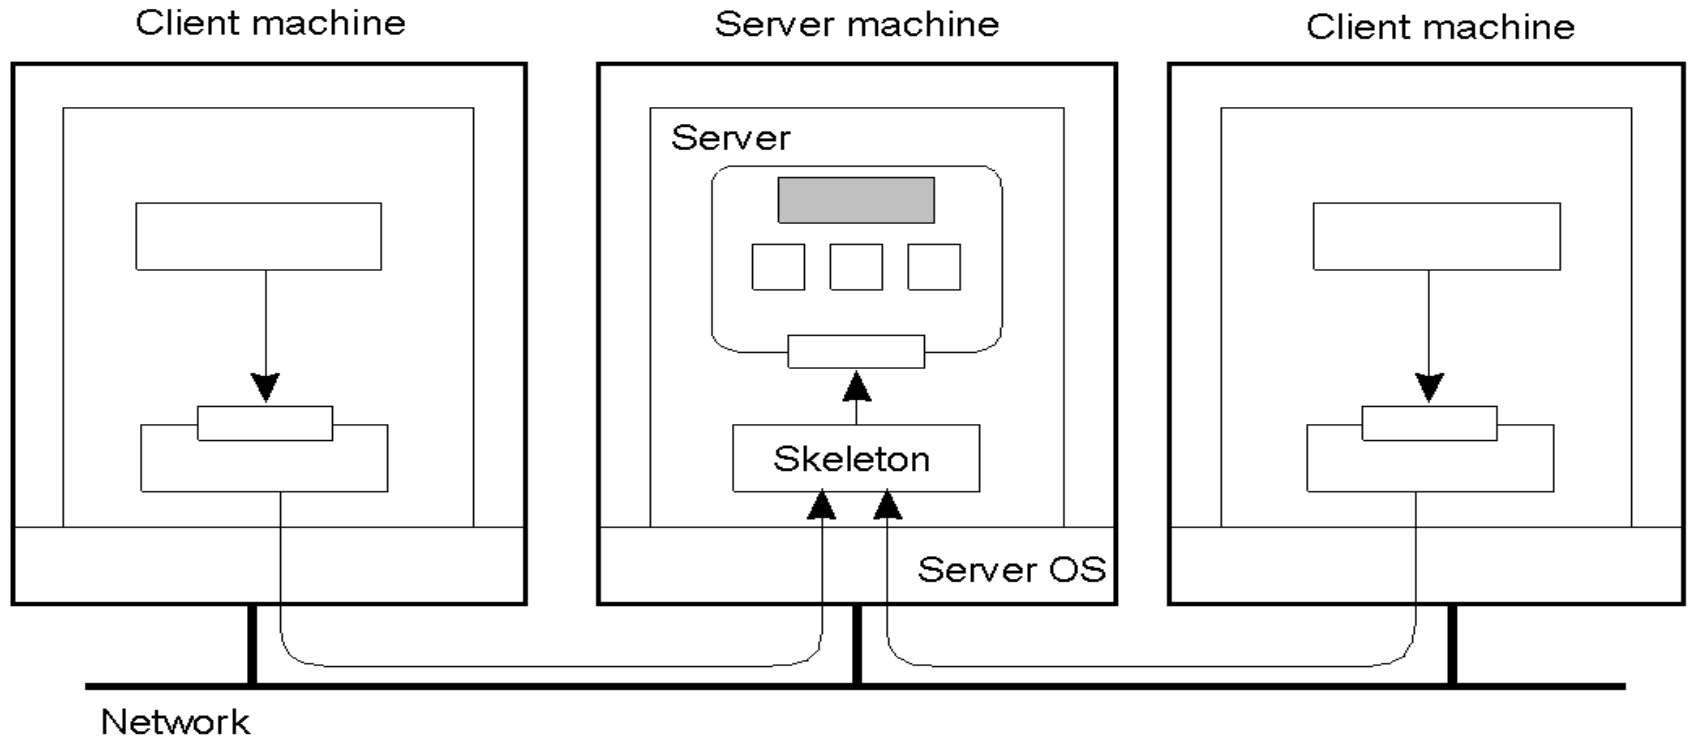 Client machine
Server machine
Client machine
Server
Skeleton
Server OS
Network